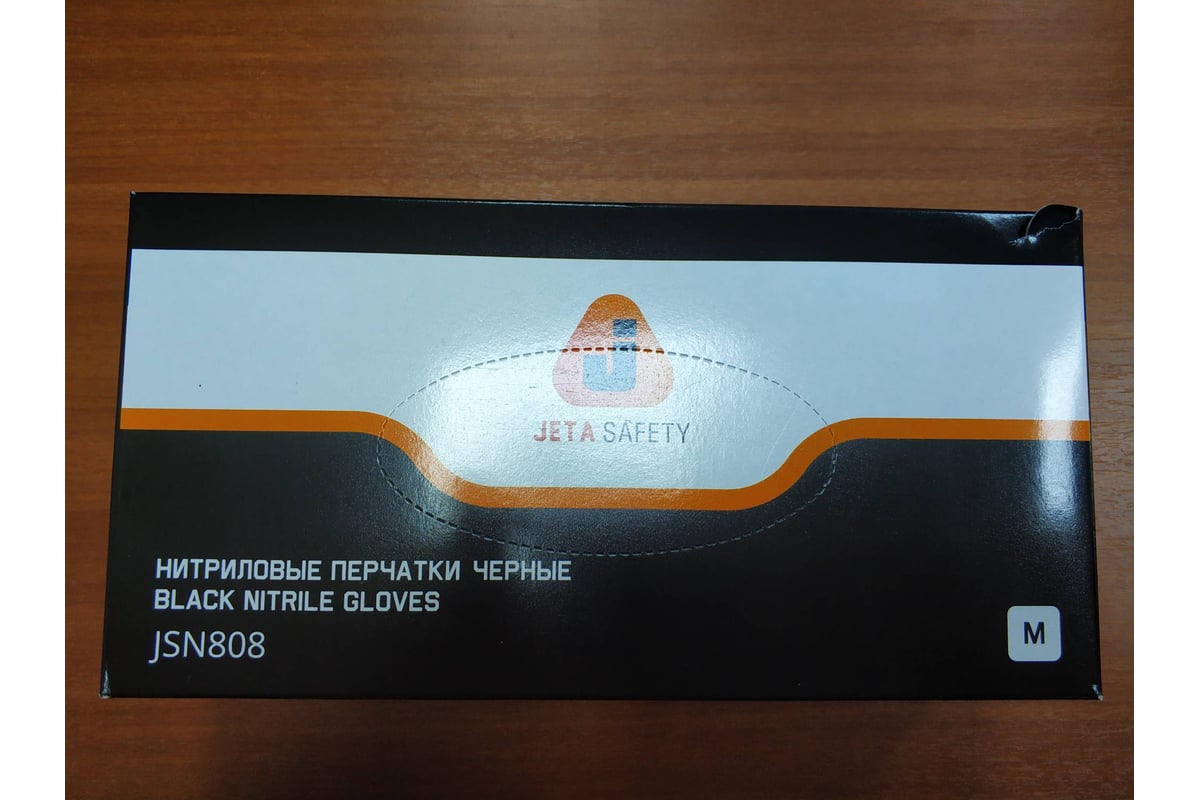 JETA SAFETY
НИТРИЛОВЫЕ ПЕРЧАТКИ ЧЕРНЫЕ
BLACK NITRILE GLOVES
JSN808
M